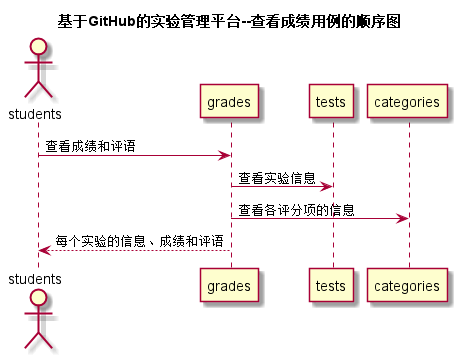 基于GitHub的实验管理平台--查看成绩用例的顺序图
students
grades
tests
categories
查看成绩和评语
查看实验信息
查看各评分项的信息
每个实验的信息、成绩和评语
students
grades
tests
categories